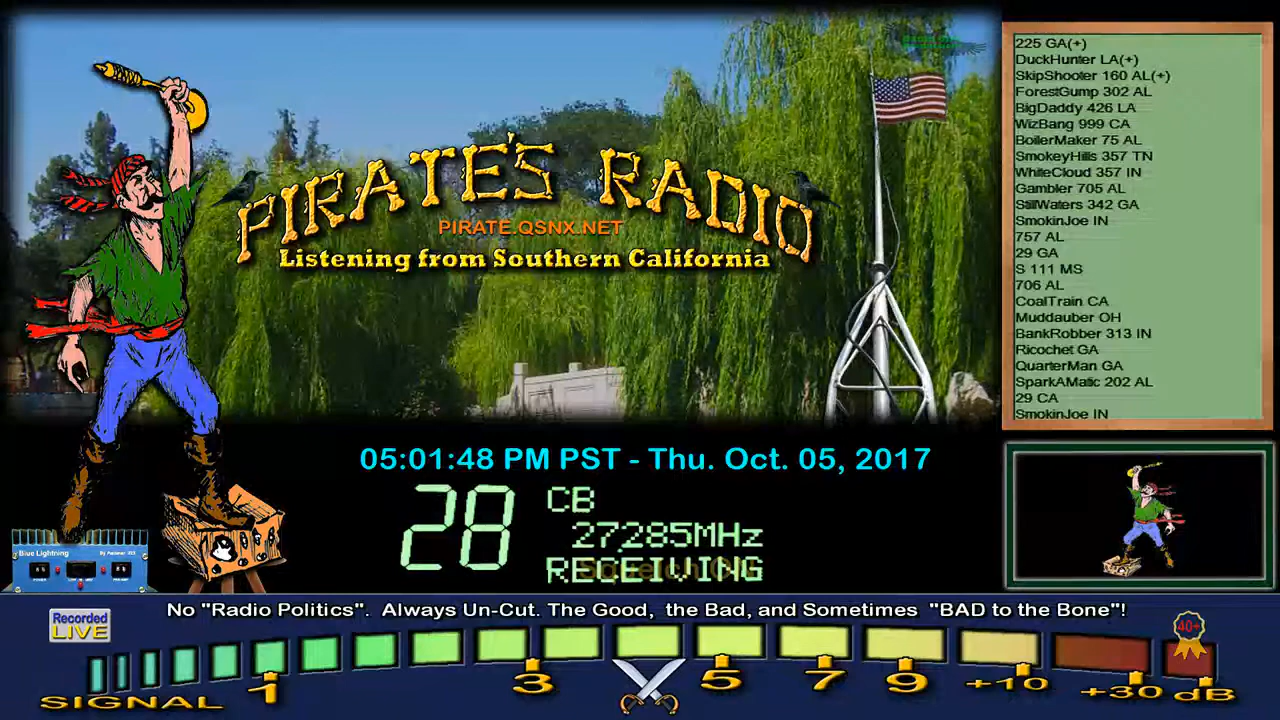 PIRATE'S RADIO
PIRATE.QSNX.NET
Listening from Southern California
225 GA(+)
DuckHunter LA(+)
SkipShooter 160 AL(+)
ForestGump 302 AL
BigDaddy 426 LA
WizBang 999 CA
BoilerMaker 75 AL
SmokeyHills 357 TN
WhiteCloud 357 IN
Gambler 705 AL
StillWaters 342 GA
SmokinJoe IN
757 AL
29 GA
S 111 MS
706 AL
CoalTrain CA
Muddauber OH
BankRobber 313 IN
Ricochet GA
QuarterMan GA
SparkAMatic 202 AL
29 CA
SmokinJoe IN
05:01:48 PM PST - Thu. Oct. 05, 2017
28
CB
27.285MHz
RECEIVING
Blue Lightning
No "Radio Politics". Always Un-Cut. The Good, the Bad, and Sometimes "BAD to the Bone"!
Recorded
LIVE
40+
SIGNAL 1 3 5 7 9 +10 +30 dB